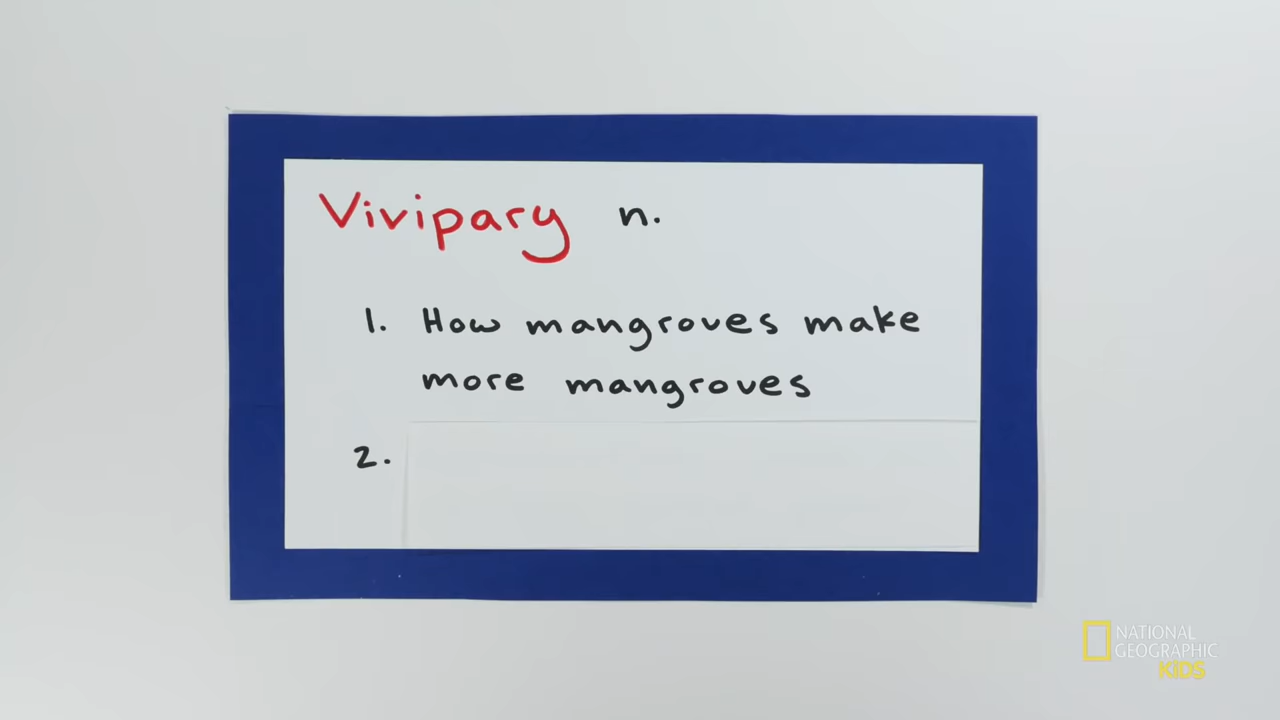 Vivipary n.
1. How mangroves make
more mangroves
2.
NATIONAL
GEOGRAPHIC
KiDS